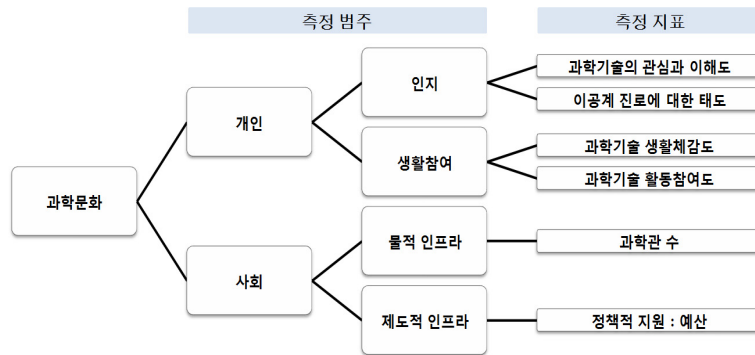 측정 범주
측정 지표
과학문화
개인
사회
인지
생활참여
물적 인프라
제도적 인프라
과학기술의 관심과 이해도
이공계 진로에 대한 태도
과학기술 생활체감도
과학기술 활동참여도
과학관 수
정책적 지원 : 예산